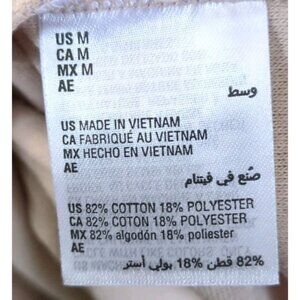 US M
CA M
MX M
AE
وسط
US MADE IN VIETNAM
CA FABRIQUÉ AU VIETNAM
MX HECHO EN VIETNAM
AE
صُنع في فيتنام
US 82% COTTON 18% POLYESTER
CA 82% COTON 18% POLYESTER
MX 82% algodón 18% poliester
AE
82% قطن 18% بولي أستر